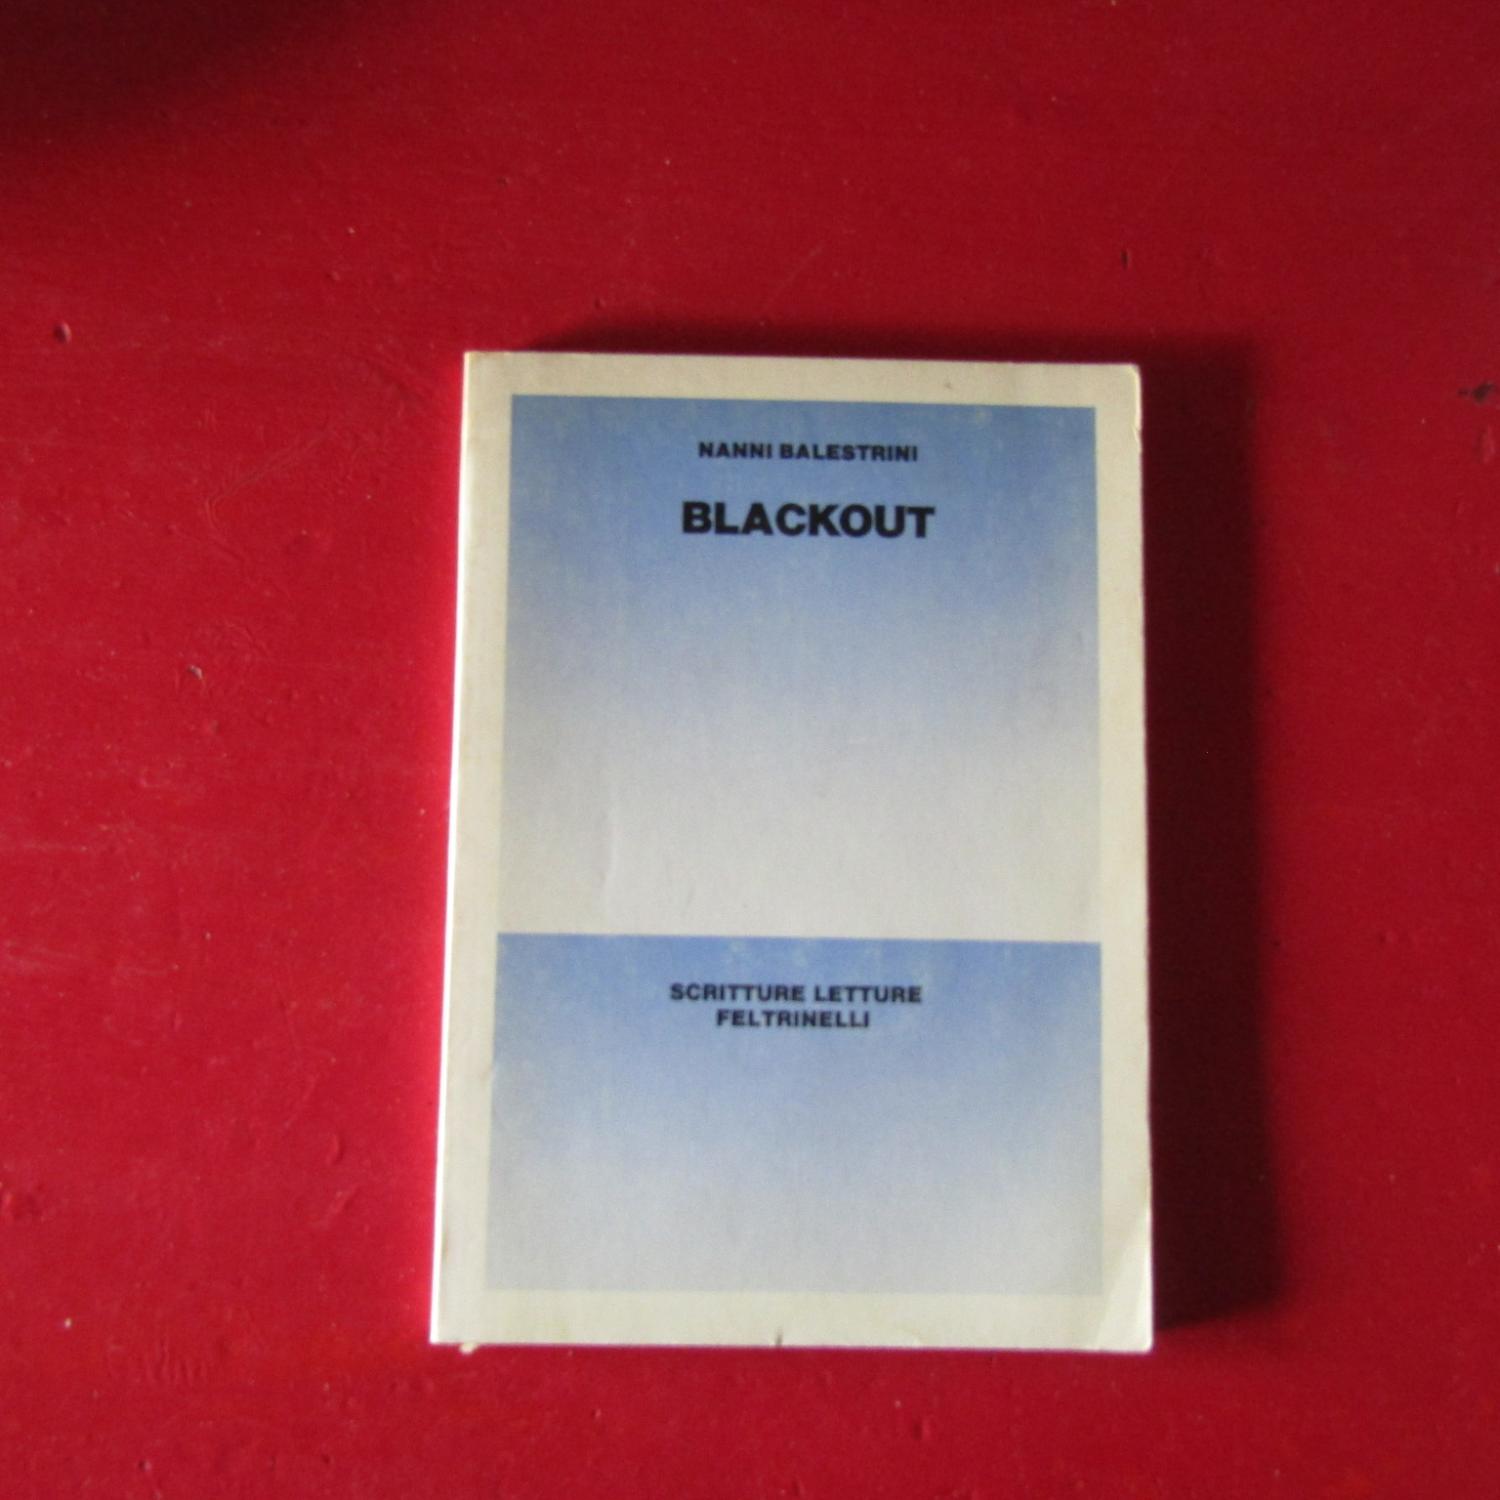 NANNI BALESTRINI
BLACKOUT
SCRITTURE LETTURE
FELTRINELLI